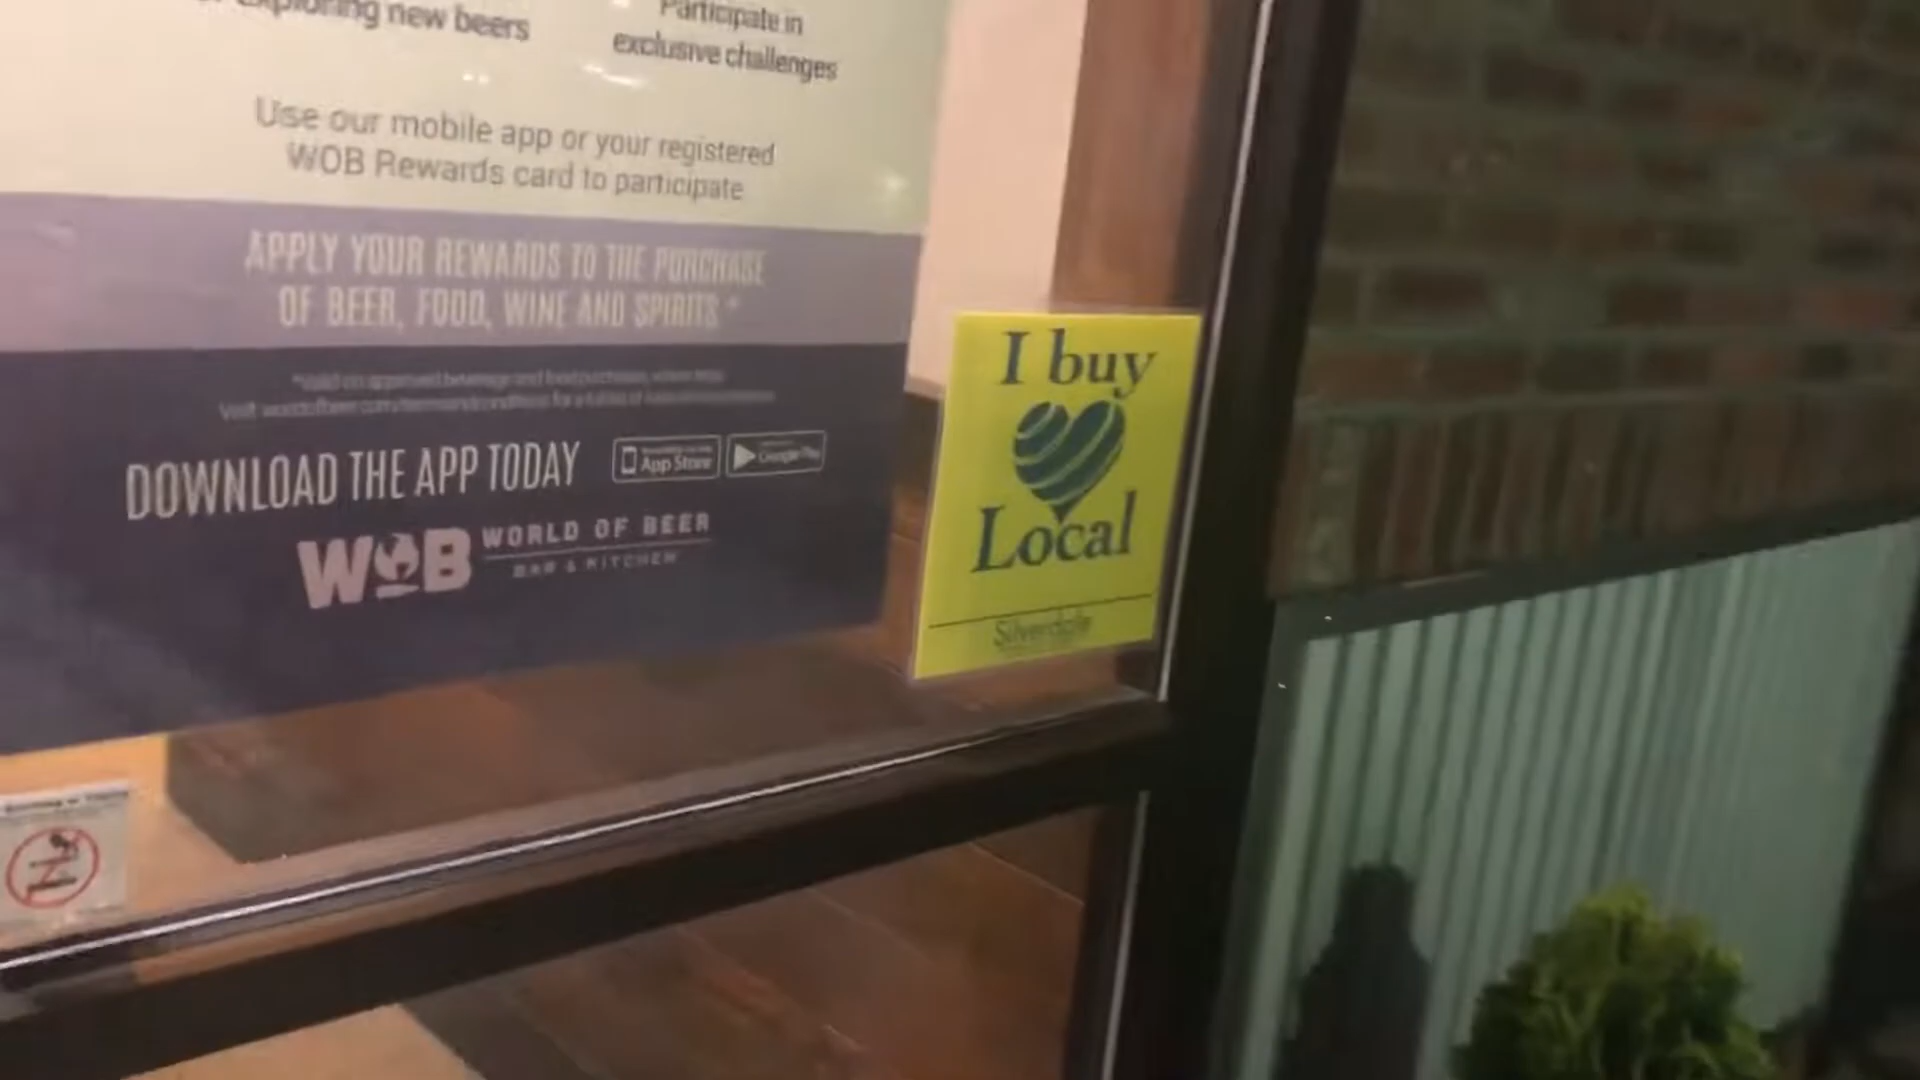 exploring new beers
Participate in
exclusive challenges
Use our mobile app or your registered
WOB Rewards card to participate
APPLY YOUR REWARDS TO THE PURCHASE
OF BEER, FOOD, WINE AND SPIRITS.*
DOWNLOAD THE APP TODAY
App Store
Google Play
WOB
WORLD OF BEER
BAR & KITCHEN
I buy
Local
Silverdale